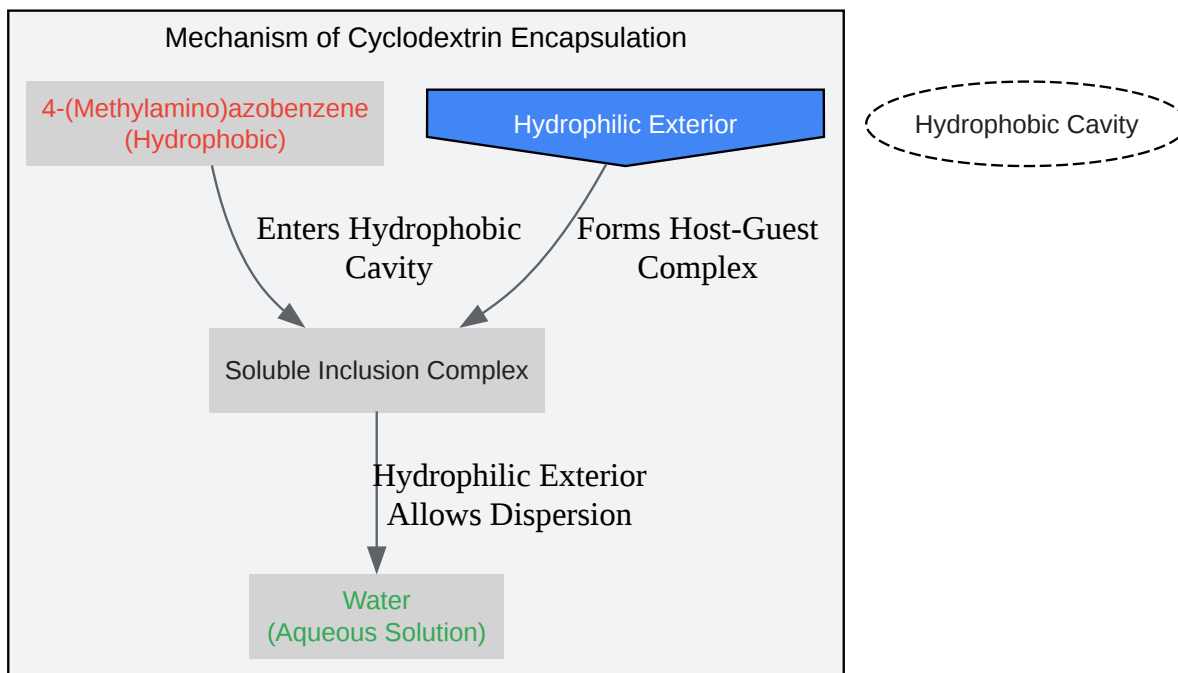 Mechanism of Cyclodextrin Encapsulation
4-(Methylamino)azobenzene
(Hydrophobic)
Hydrophilic Exterior
Hydrophobic Cavity
Enters Hydrophobic
Cavity
Forms Host-Guest
Complex
Soluble Inclusion Complex
Hydrophilic Exterior
Allows Dispersion
Water
(Aqueous Solution)